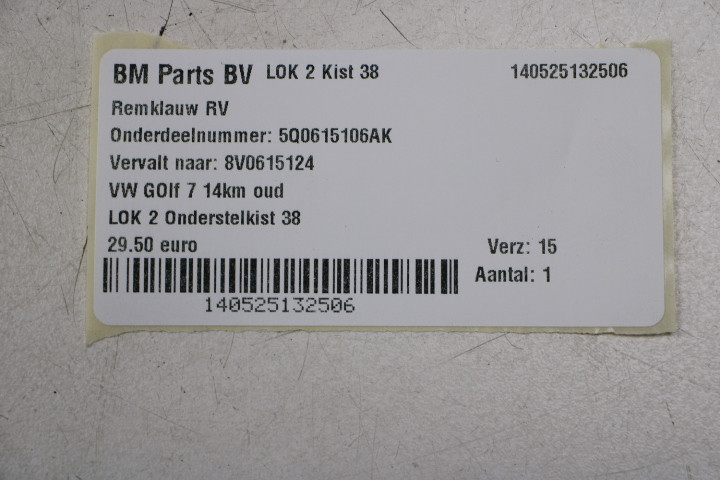 BM Parts BV LOK 2 Kist 38 140525132506
Remklauw RV
Onderdeelnummer: 5Q0615106AK
Vervalt naar: 8V0615124
VW GOlf 7 14km oud
LOK 2 Onderstelkist 38
29.50 euro Verz: 15
Aantal: 1
140525132506